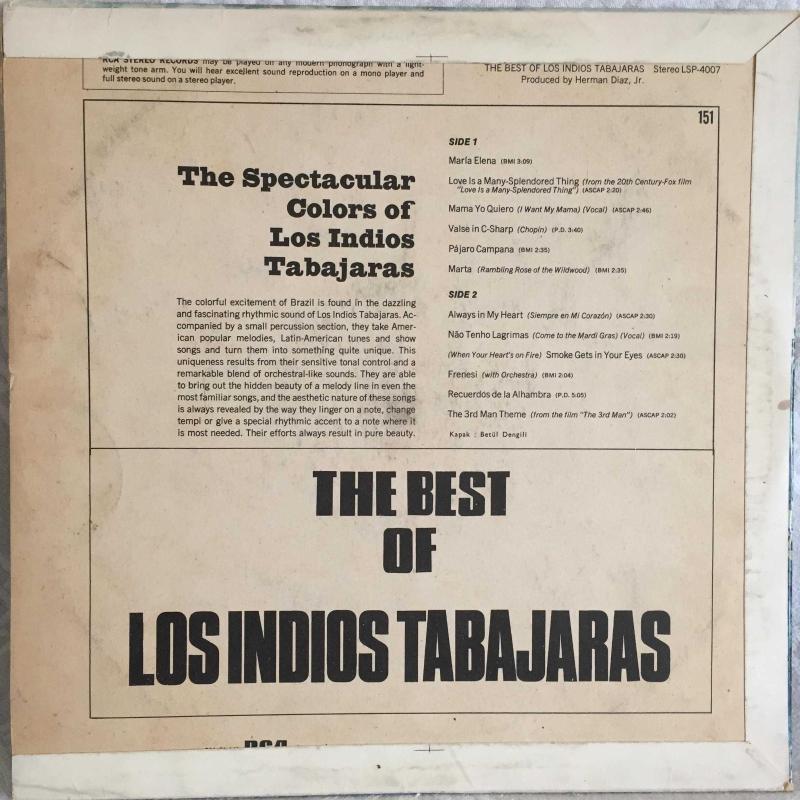 RCA STEREO RECORDS may be played on any modern phonograph with a light-
weight tone arm. You will hear excellent sound reproduction on a mono player and
full stereo sound on a stereo player.
THE BEST OF LOS INDIOS TABAJARAS Stereo LSP-4007
Produced by Herman Diaz, Jr.
151
The Spectacular
Colors of
Los Indios
Tabajaras
The colorful excitement of Brazil is found in the dazzling
and fascinating rhythmic sound of Los Indios Tabajaras. Ac-
companied by a small percussion section, they take Amer-
ican popular melodies, Latin-American tunes and show
songs and turn them into something quite unique. This
uniqueness results from their sensitive tonal control and a
remarkable blend of orchestral-like sounds. They are able
to bring out the hidden beauty of a melody line in even the
most familiar songs, and the aesthetic nature of these songs
is always revealed by the way they linger on a note, change
tempi or give a special rhythmic accent to a note where it
is most needed. Their efforts always result in pure beauty.
SIDE 1
María Elena (BMI 3:09)
Love Is a Many-Splendored Thing (from the 20th Century-Fox film
"Love Is a Many-Splendored Thing") (ASCAP 2:20)
Mama Yo Quiero (I Want My Mama) (Vocal) (ASCAP 2:46)
Valse in C-Sharp (Chopin) (P.D. 3:40)
Pájaro Campana (BMI 2:35)
Marta (Rambling Rose of the Wildwood) (BMI 2:35)
SIDE 2
Always in My Heart (Siempre en Mi Corazón) (ASCAP 2:30)
Não Tenho Lagrimas (Come to the Mardi Gras) (Vocal) (BMI 2:19)
(When Your Heart's on Fire) Smoke Gets in Your Eyes (ASCAP 2:30)
Frenesi (with Orchestra) (BMI 2:04)
Recuerdos de la Alhambra (P.D. 5:05)
The 3rd Man Theme (from the film "The 3rd Man") (ASCAP 2:02)
Kapak : Betül Dengili
THE BEST
OF
LOS INDIOS TABAJARAS
RCA